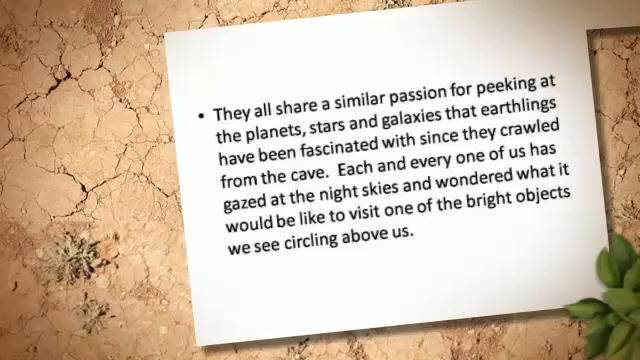 • They all share a similar passion for peeking at
the planets, stars and galaxies that earthlings
have been fascinated with since they crawled
from the cave.  Each and every one of us has
gazed at the night skies and wondered what it
would be like to visit one of the bright objects
we see circling above us.